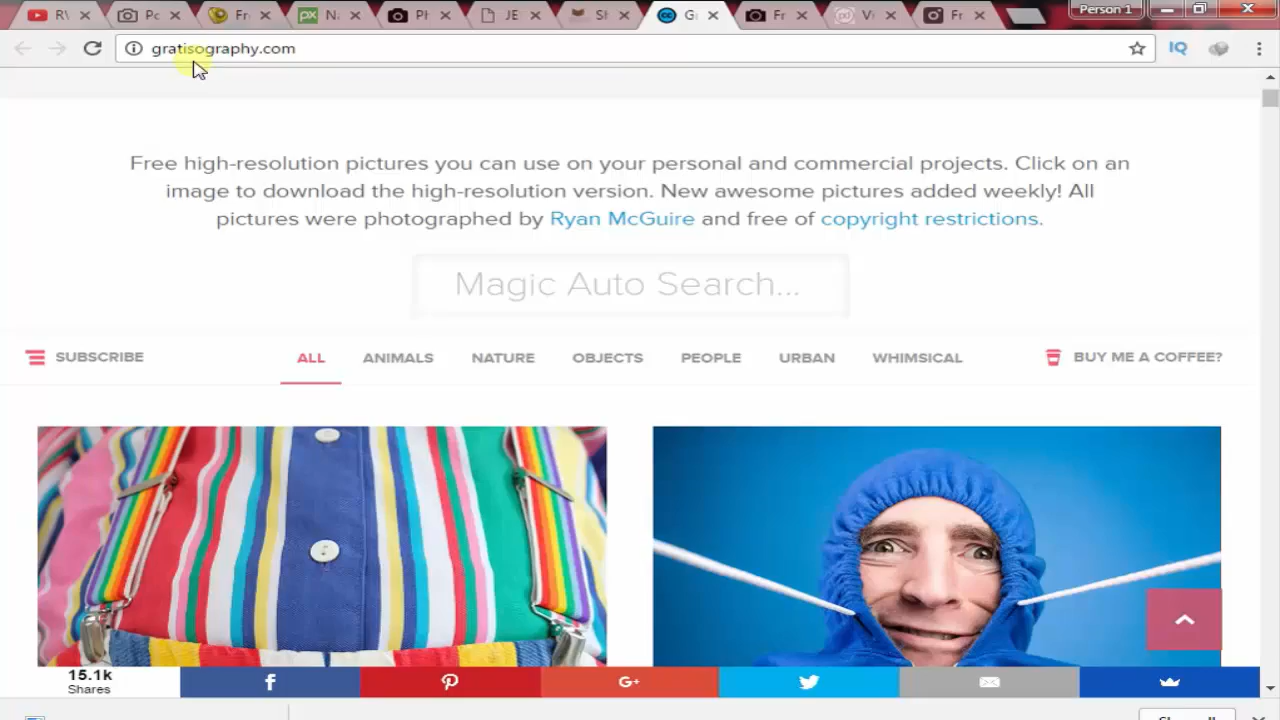 Person 1
gratisography.com
IQ
Free high-resolution pictures you can use on your personal and commercial projects. Click on an
image to download the high-resolution version. New awesome pictures added weekly! All
pictures were photographed by Ryan McGuire and free of copyright restrictions.
Magic Auto Search...
SUBSCRIBE ALL ANIMALS NATURE OBJECTS PEOPLE URBAN WHIMSICAL BUY ME A COFFEE?
15.1k
Shares
G+